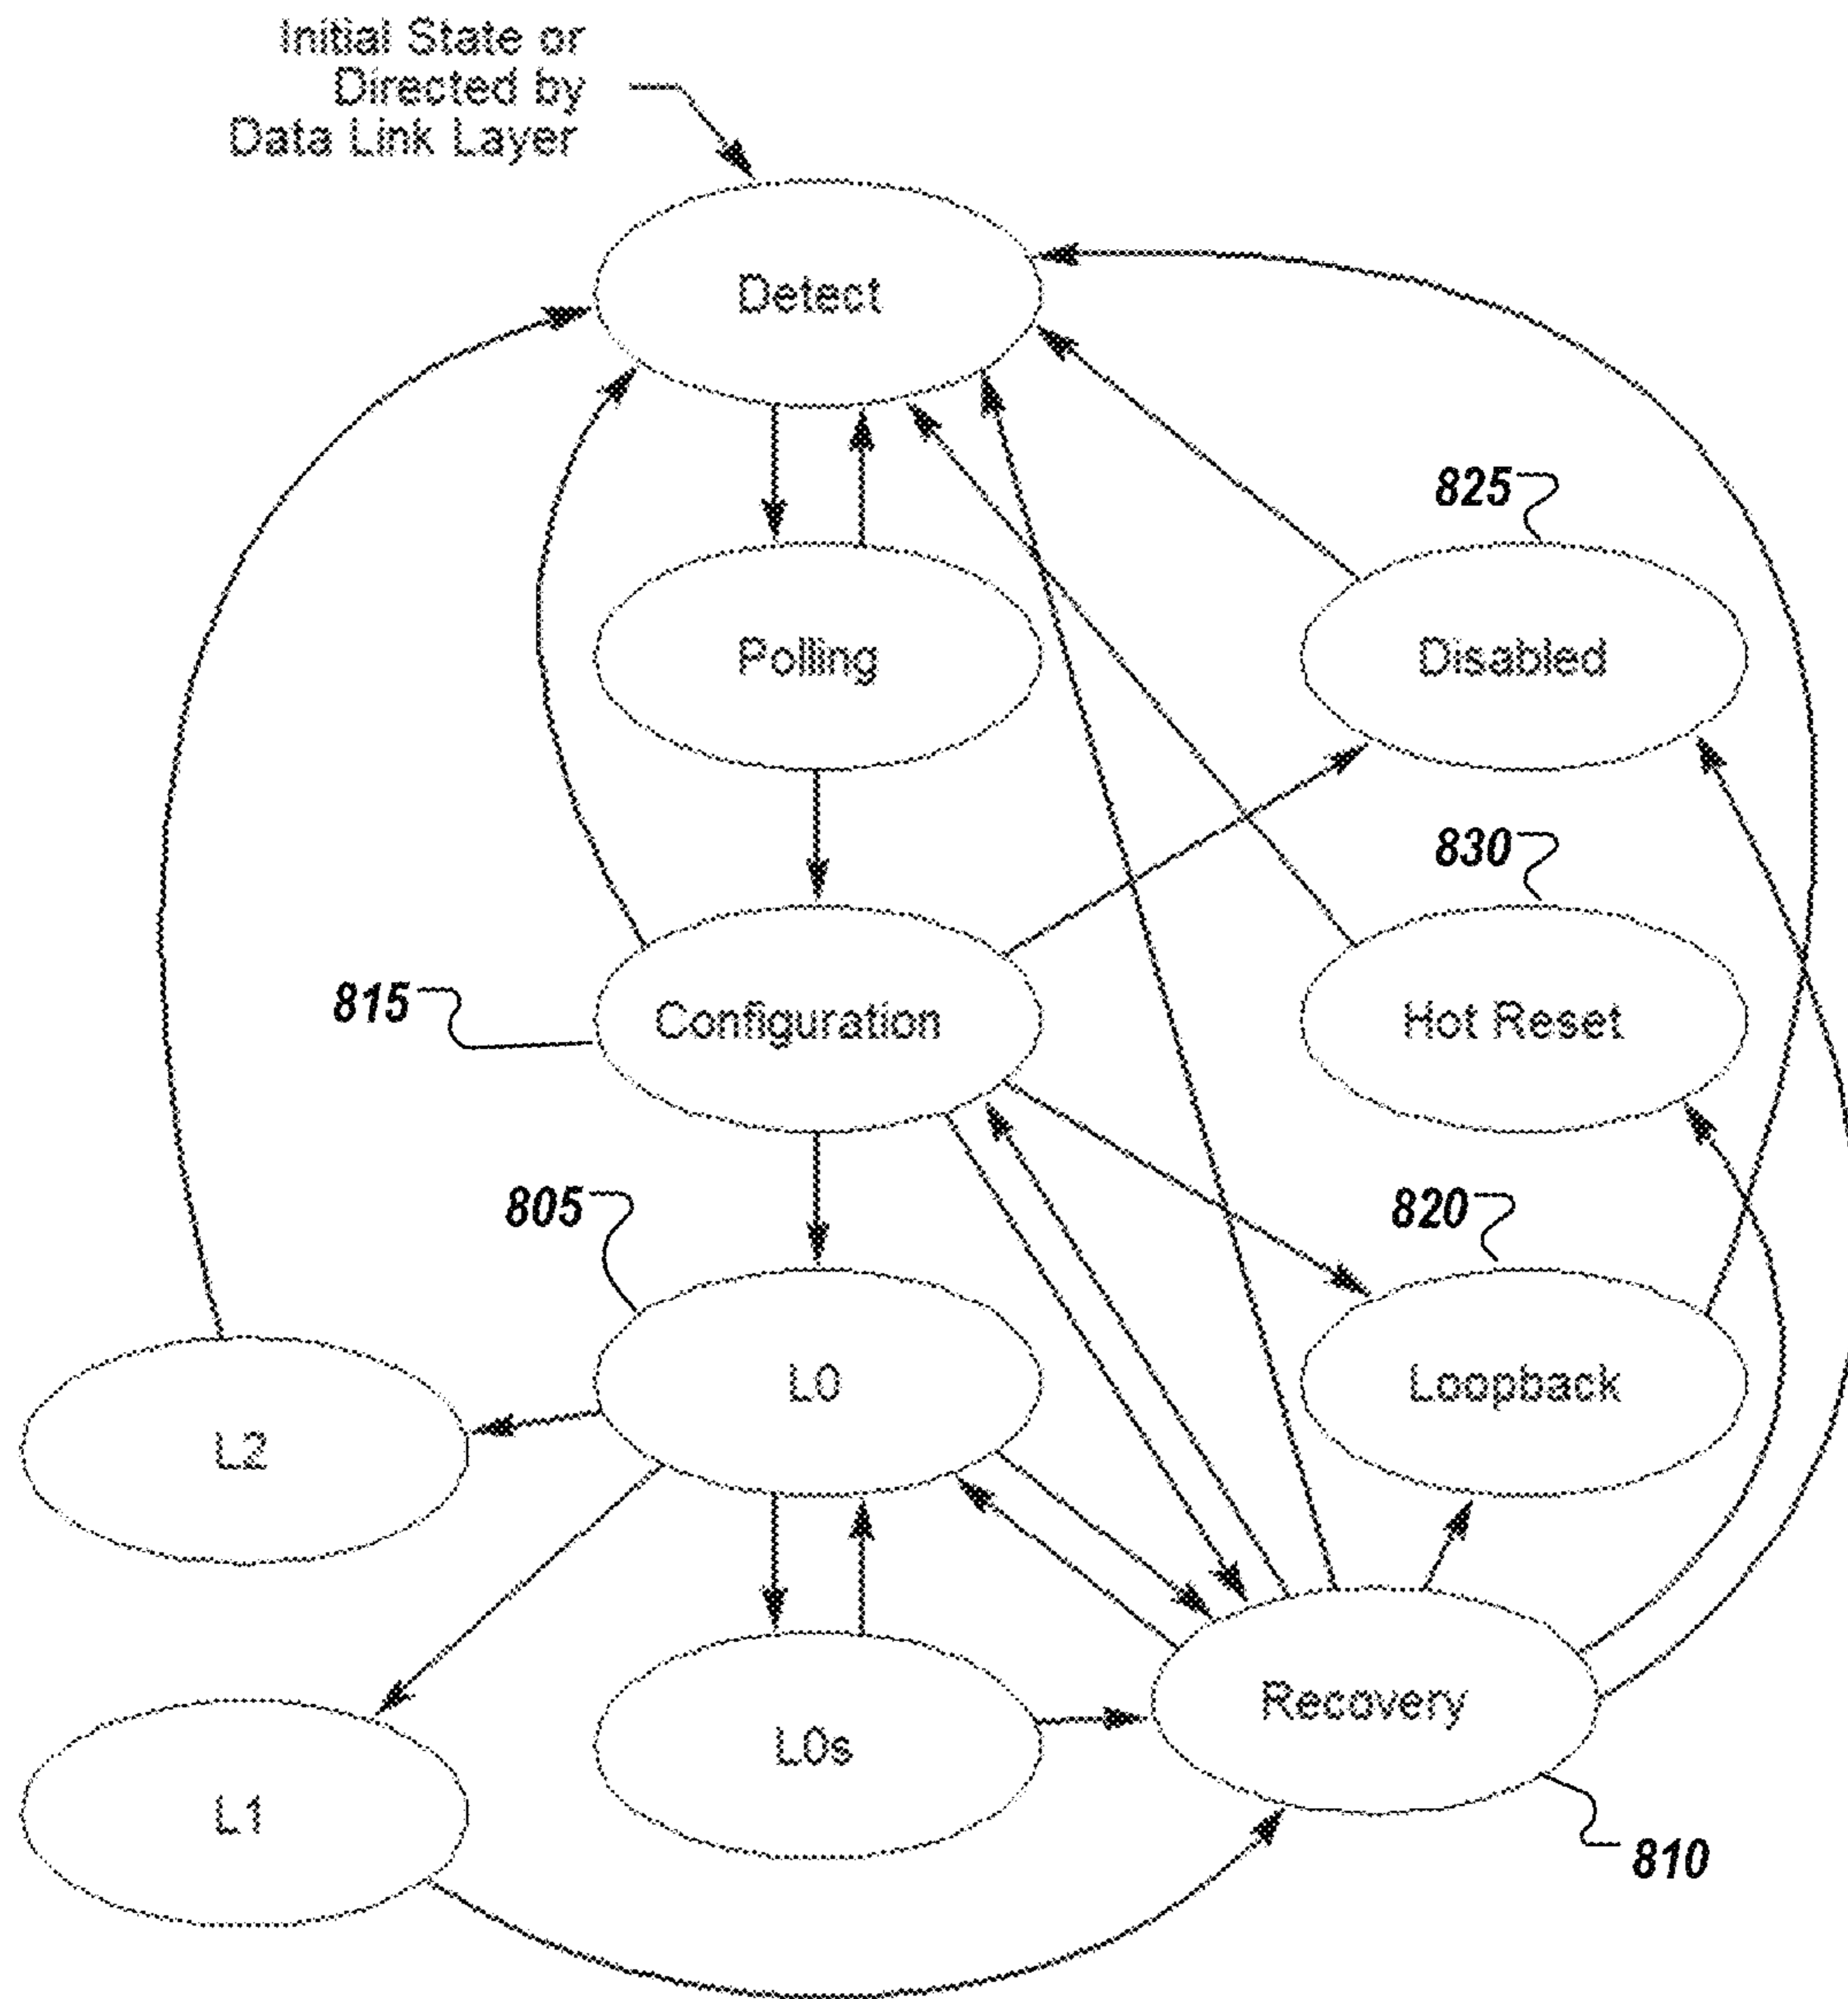 Initial State or
Directed by
Data Link Layer
Detect
825
Polling
Disabled
830
815
Configuration
Hot Reset
805
820
L0
Loopback
L2
Recovery
L0s
L1
810